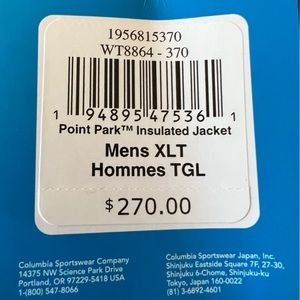 1956815370
WT8864 - 370
1 94895 47536 1
Point Park™ Insulated Jacket
Mens XLT
Hommes TGL
$270.00
Columbia Sportswear Company
14375 NW Science Park Drive
Portland, OR 97229-5418 USA
1-(800) 547-8066
Columbia Sportswear Japan, Inc.
Shinjuku Eastside Square 7F, 27-30,
Shinjuku 6-Chome, Shinjuku-ku
Tokyo, Japan 160-0022
(81) 3-6892-4601